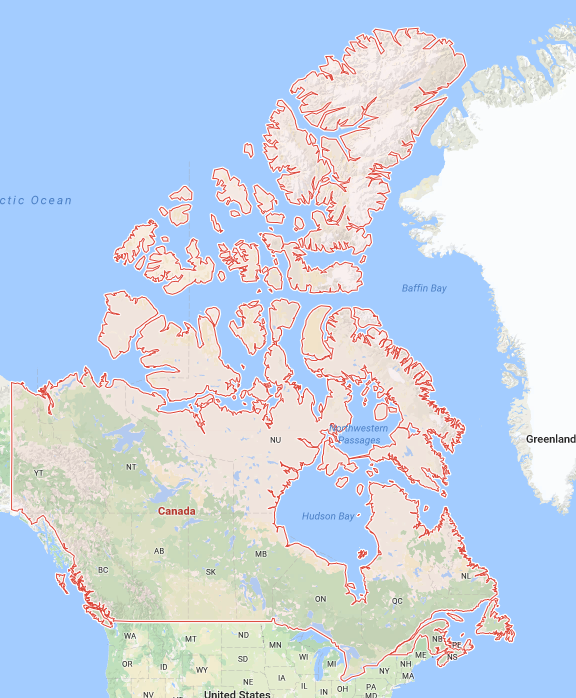 ctic Ocean
Baffin Bay
Northwestern
Passages
Greenland
NU
YT
NT
Canada
Hudson Bay
AB
MB
SK
BC
NL
ON
QC
NB
PE
NS
WA
MT
ND
ME
OR
ID
SD
WI
MI
NH
NY
WY
MA
NE
IA
IL
IN
OH
PA
MD
NV
United States